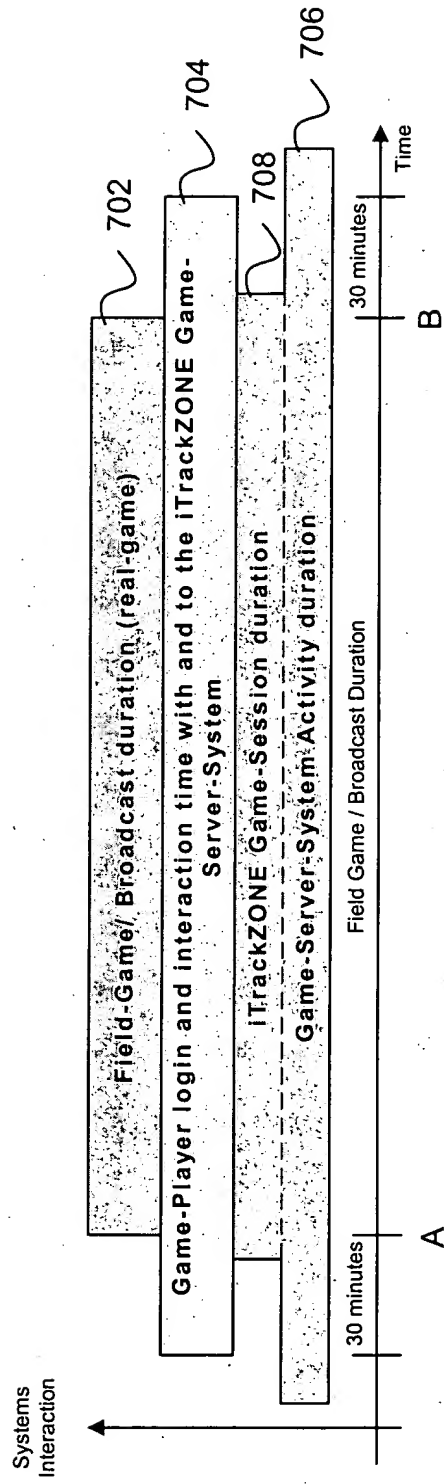 Systems
Interaction
702
Field-Game/ Broadcast duration (real-game)
704
Game-Player login and interaction time with and to the iTrackZONE Game-
Server-System
708
iTrackZONE Game-Session duration
706
Game-Server-System Activity duration
30 minutes
Field Game / Broadcast Duration
30 minutes
Time
A
B